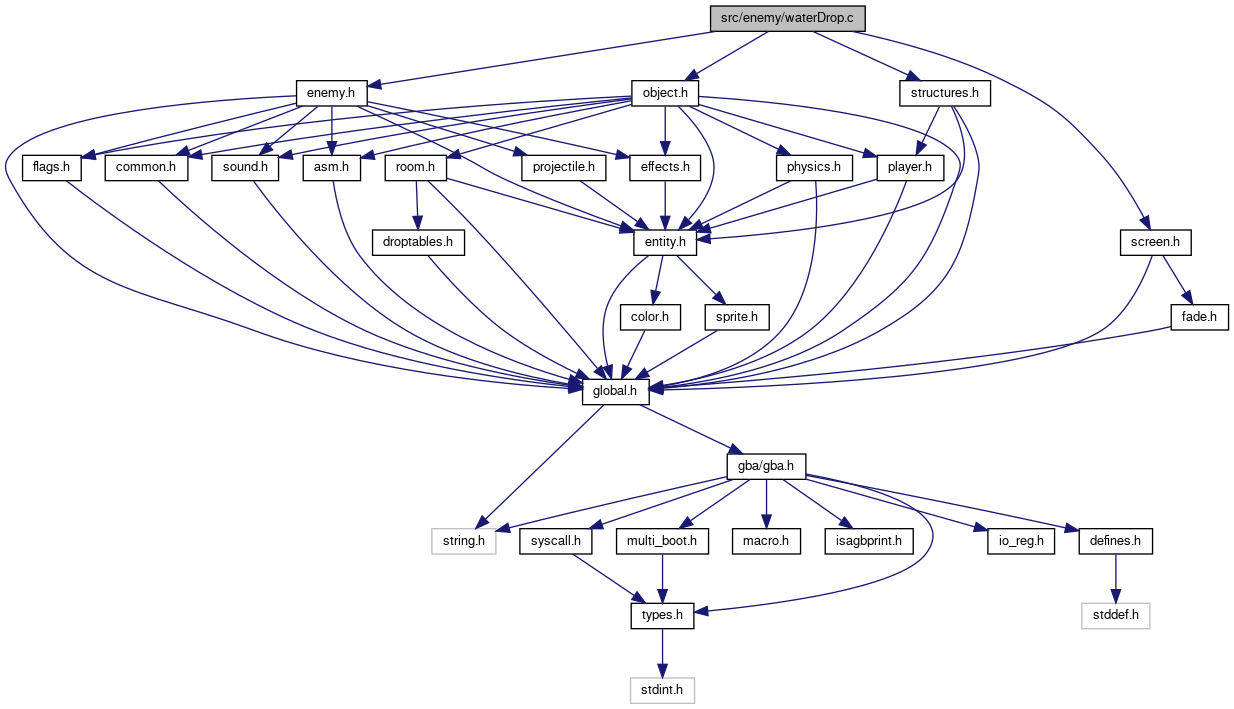 src/enemy/waterDrop.c
enemy.h
object.h
structures.h
flags.h
common.h
sound.h
asm.h
room.h
projectile.h
effects.h
physics.h
player.h
droptables.h
entity.h
screen.h
color.h
sprite.h
fade.h
global.h
gba/gba.h
string.h
syscall.h
multi_boot.h
macro.h
isagbprint.h
io_reg.h
defines.h
types.h
stddef.h
stdint.h